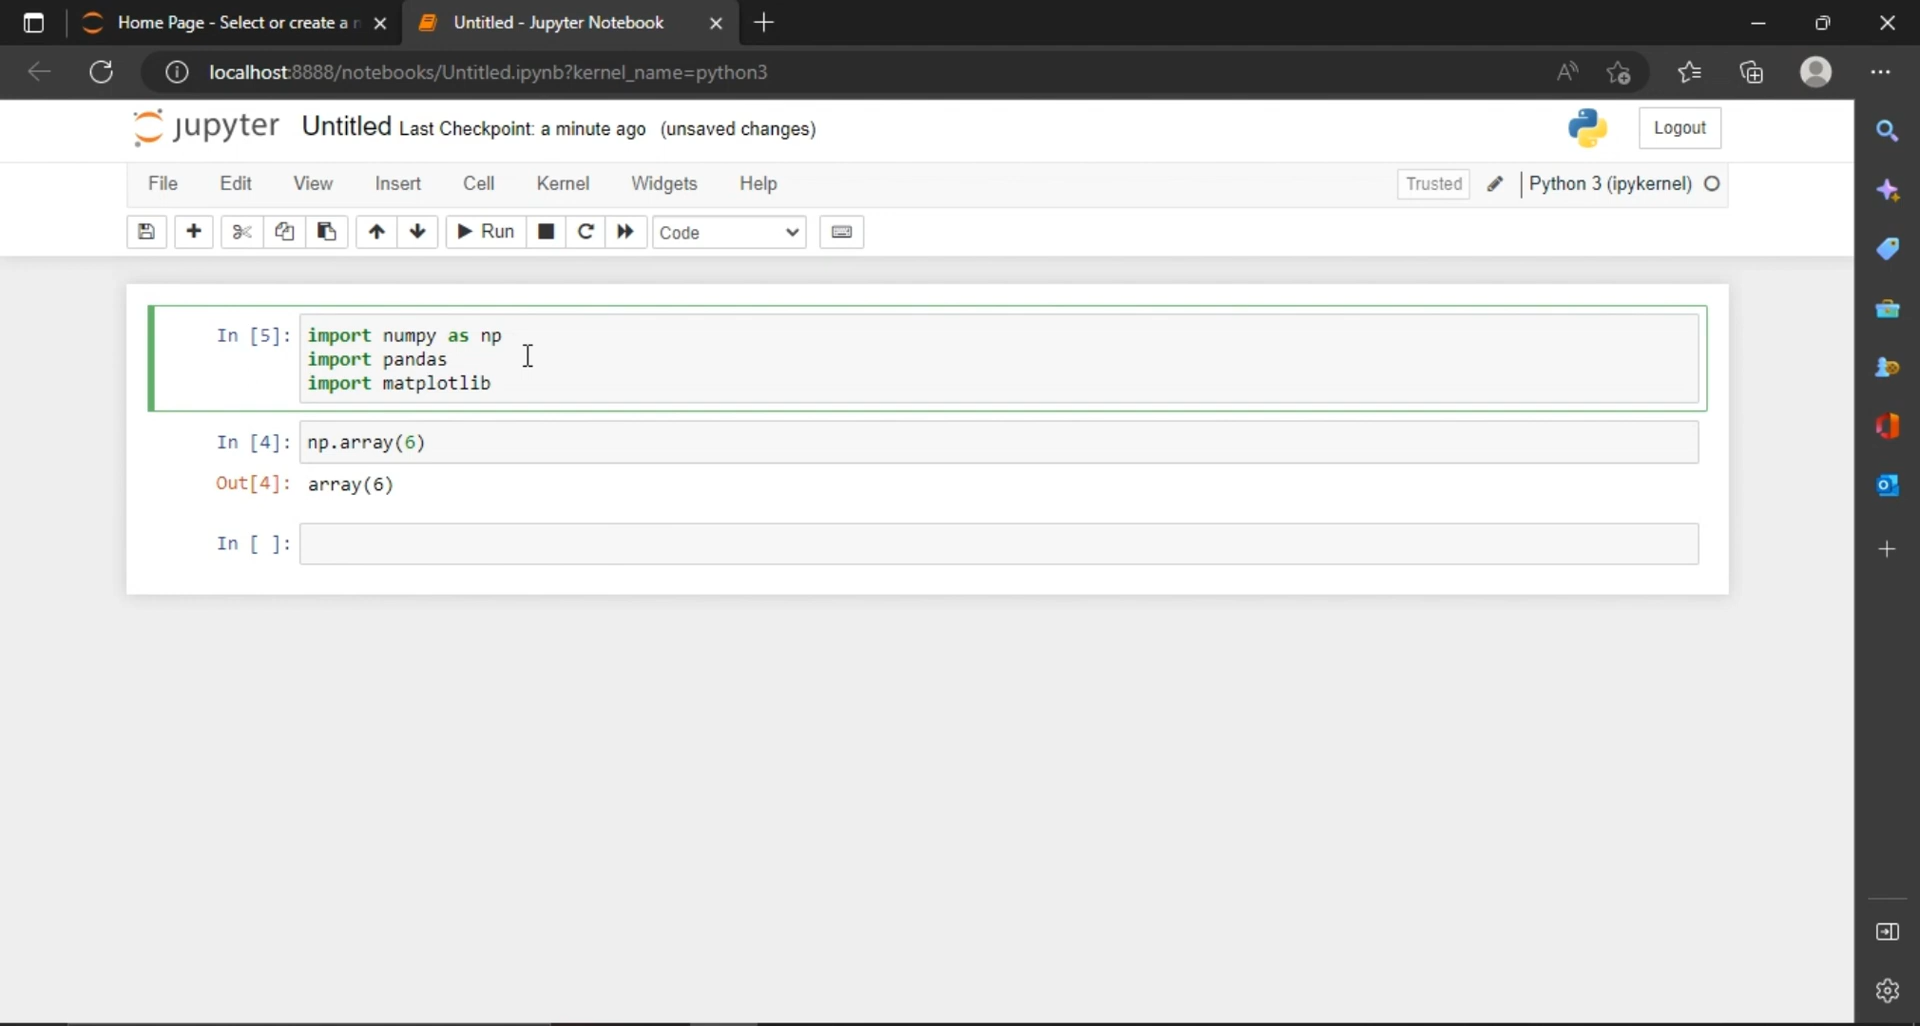 Home Page - Select or create a n
Untitled - Jupyter Notebook
localhost:8888/notebooks/Untitled.ipynb?kernel_name=python3
jupyter Untitled Last Checkpoint: a minute ago (unsaved changes)
Logout
File Edit View Insert Cell Kernel Widgets Help
Trusted Python 3 (ipykernel)
Run Code
In [5]: import numpy as np
import pandas
import matplotlib
In [4]: np.array(6)
Out[4]: array(6)
In [ ]: